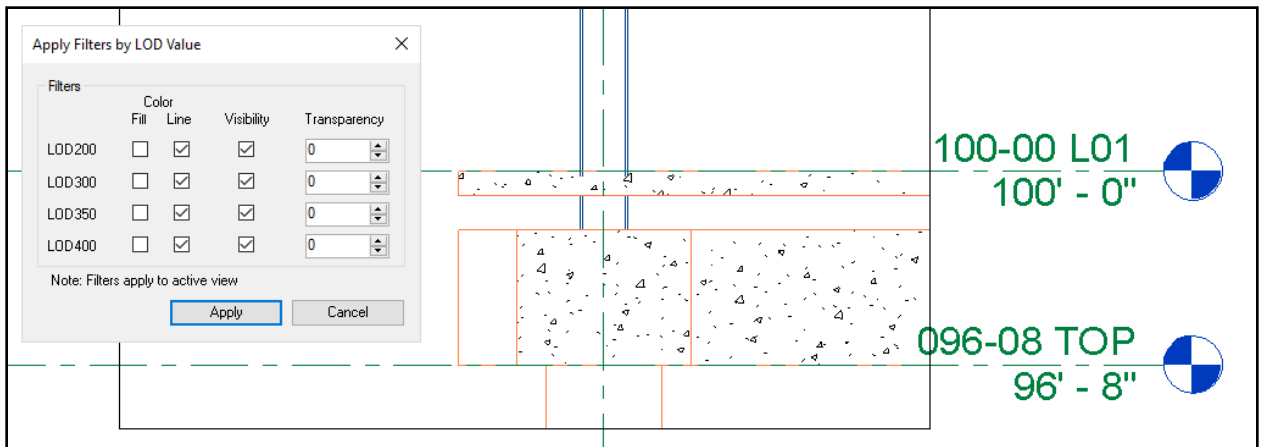 Apply Filters by LOD Value
Filters
Color
Fill Line Visibility Transparency
LOD200 0
LOD300 0
LOD350 0
LOD400 0
Note: Filters apply to active view
Apply Cancel
100-00 L01
100' - 0"
096-08 TOP
96' - 8"